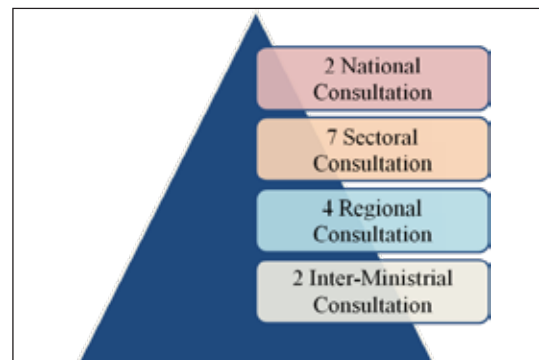 2 National
Consultation
7 Sectoral
Consultation
4 Regional
Consultation
2 Inter-Ministrial
Consultation